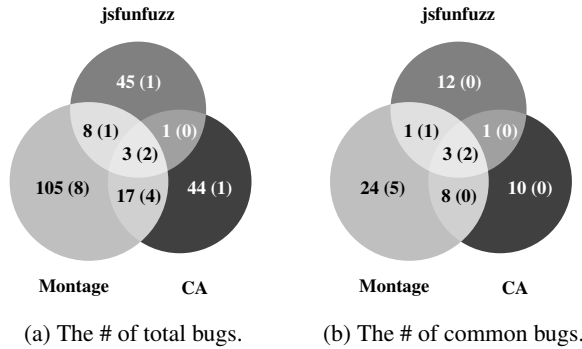 jsfunfuzz
45 (1)
8 (1)
1 (0)
3 (2)
105 (8)
17 (4)
44 (1)
Montage
CA
(a) The # of total bugs.
jsfunfuzz
12 (0)
1 (1)
1 (0)
3 (2)
24 (5)
8 (0)
10 (0)
Montage
CA
(b) The # of common bugs.